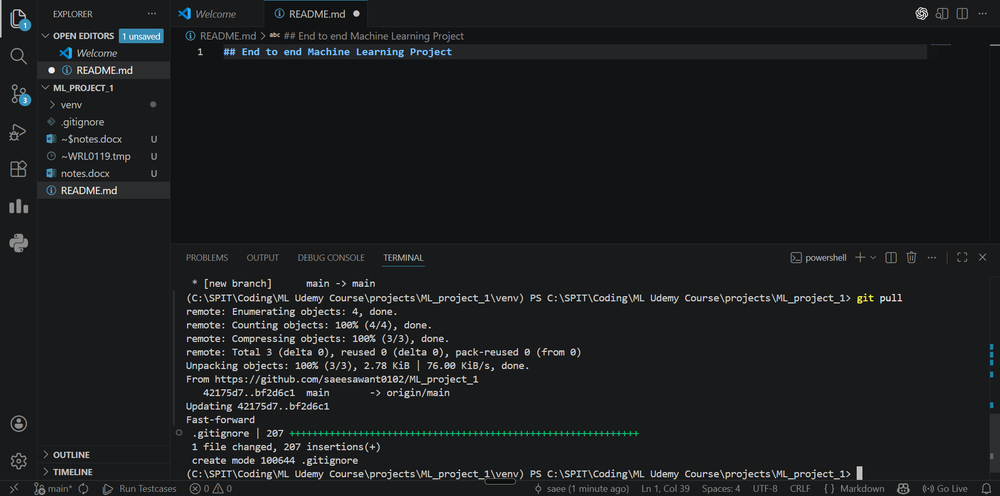 EXPLORER
OPEN EDITORS 1 unsaved
Welcome
README.md
ML_PROJECT_1
venv
.gitignore
~$notes.docx U
~WRL0119.tmp U
notes.docx U
README.md
OUTLINE
TIMELINE
1
3
Welcome README.md
README.md > abc ## End to end Machine Learning Project
1 ## End to end Machine Learning Project
PROBLEMS OUTPUT DEBUG CONSOLE TERMINAL powershell
* [new branch] main -> main
(C:\SPIT\Coding\ML Udemy Course\projects\ML_project_1\venv) PS C:\SPIT\Coding\ML Udemy Course\projects\ML_project_1> git pull
remote: Enumerating objects: 4, done.
remote: Counting objects: 100% (4/4), done.
remote: Compressing objects: 100% (3/3), done.
remote: Total 3 (delta 0), reused 0 (delta 0), pack-reused 0 (from 0)
Unpacking objects: 100% (3/3), 2.78 KiB | 76.00 KiB/s, done.
From https://github.com/saeesawant0102/ML_project_1
42175d7..bf2d6c1 main -> origin/main
Updating 42175d7..bf2d6c1
Fast-forward
.gitignore | 207 +++++++++++++++++++++++++++++++++++++++++++++++++++++++++++++
1 file changed, 207 insertions(+)
create mode 100644 .gitignore
(C:\SPIT\Coding\ML Udemy Course\projects\ML_project_1\venv) PS C:\SPIT\Coding\ML Udemy Course\projects\ML_project_1>
main* Run Testcases 0 0 saee (1 minute ago) Ln 1, Col 39 Spaces: 4 UTF-8 CRLF { } Markdown Go Live